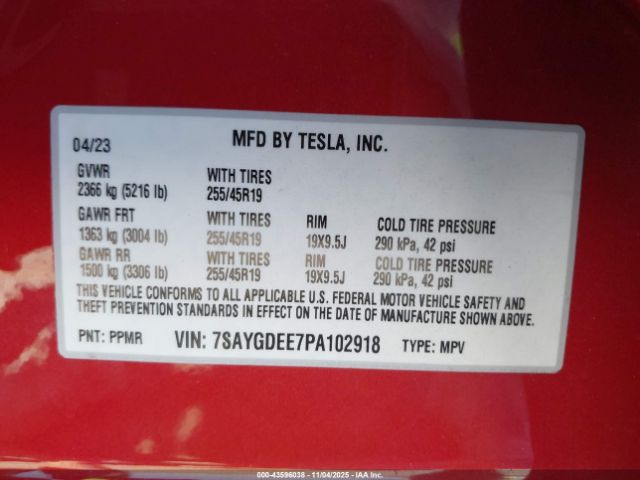 04/23 MFD BY TESLA, INC.
GVWR WITH TIRES
2366 kg (5216 lb) 255/45R19
GAWR FRT WITH TIRES RIM COLD TIRE PRESSURE
1363 kg (3004 lb) 255/45R19 19X9.5J 290 kPa, 42 psi
GAWR RR WITH TIRES RIM COLD TIRE PRESSURE
1500 kg (3306 lb) 255/45R19 19X9.5J 290 kPa, 42 psi
THIS VEHICLE CONFORMS TO ALL APPLICABLE U.S. FEDERAL MOTOR VEHICLE SAFETY AND
THEFT PREVENTION STANDARDS IN EFFECT ON THE DATE OF MANUFACTURE SHOWN ABOVE.
PNT: PPMR VIN: 7SAYGDEE7PA102918 TYPE: MPV
000-43596038 - 11/04/2025 - IAA Inc.